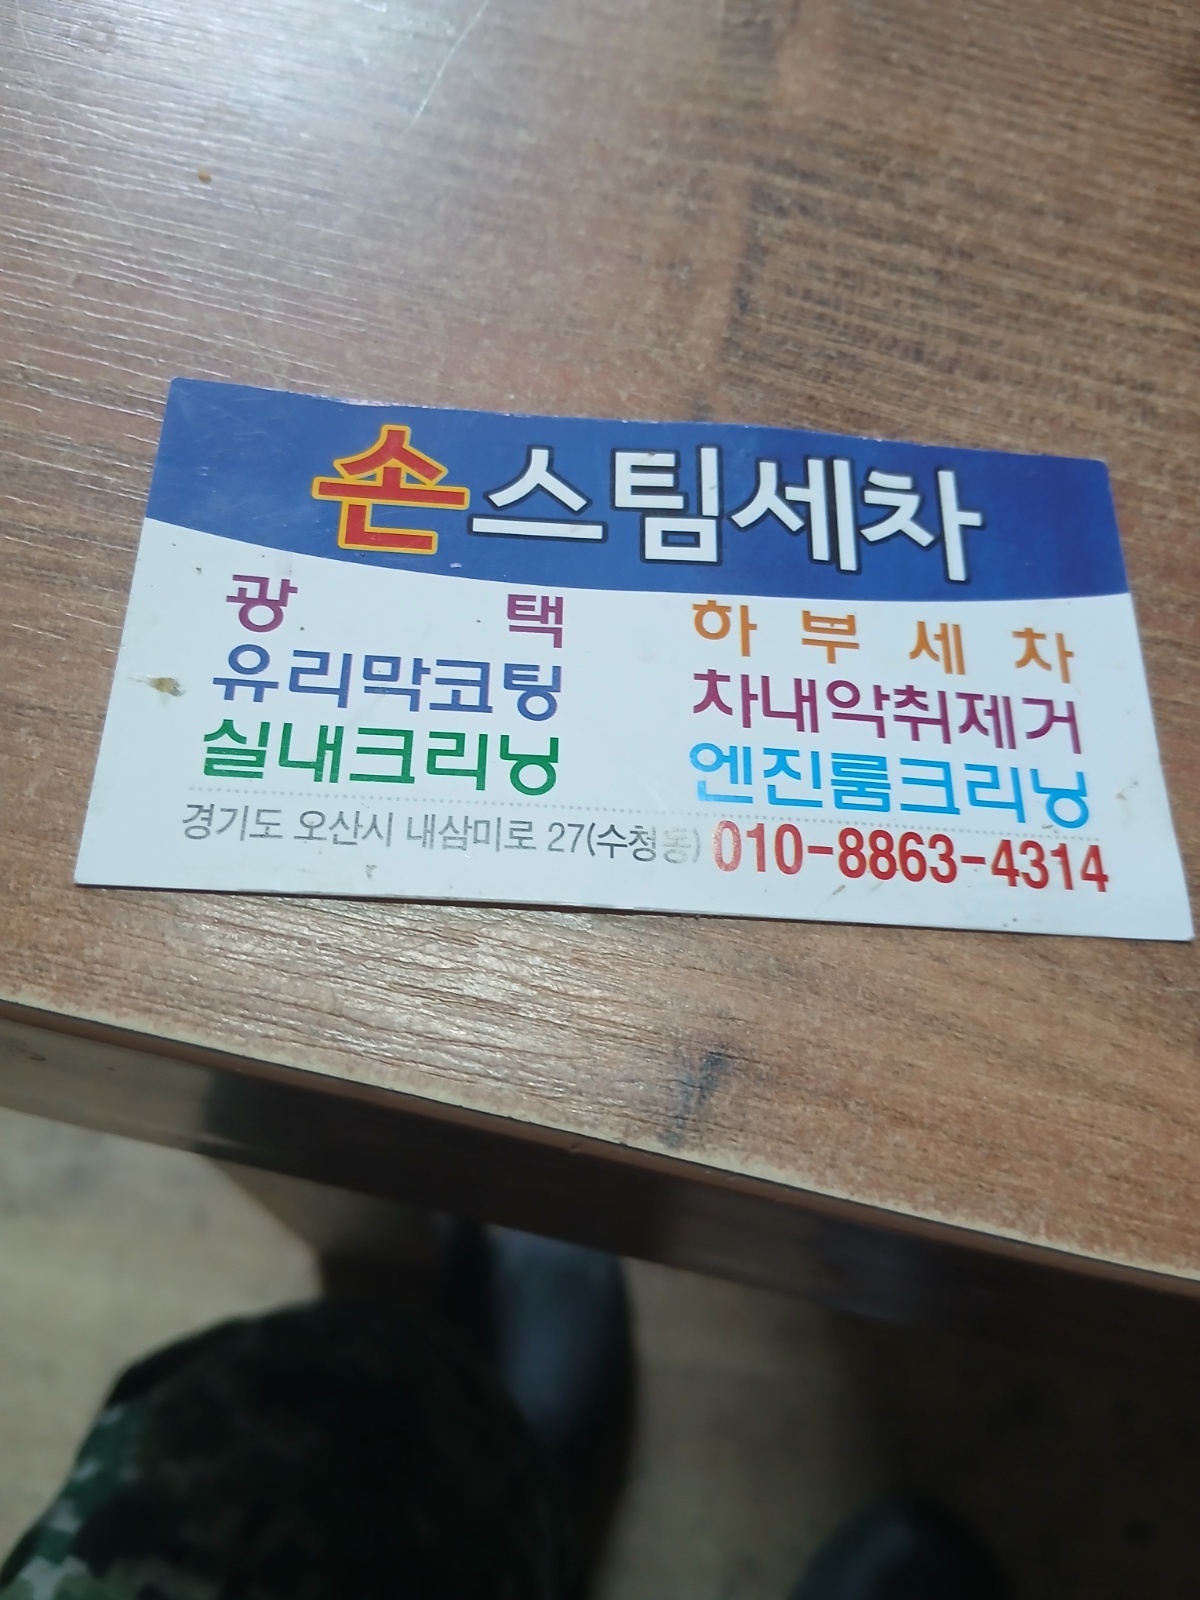 손스팀세차
광택 하부세차
유리막코팅 차내악취제거
실내크리닝 엔진룸크리닝
경기도 오산시 내삼미로 27(수청동) 010-8863-4314